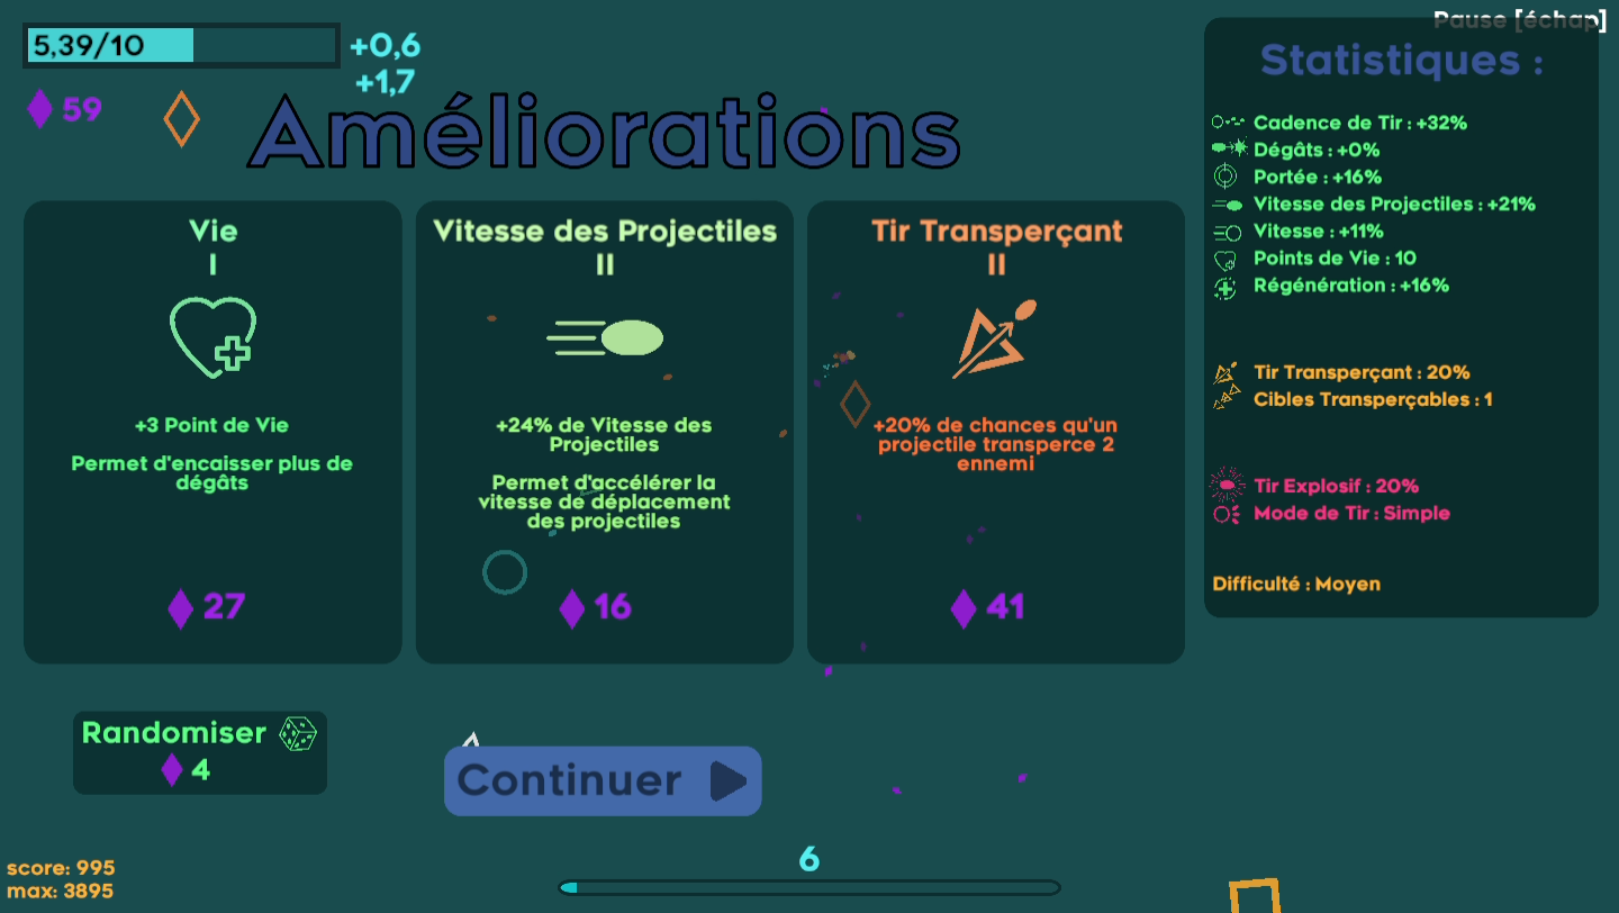 Pause [échap]
5,39/10
+0,6
+1,7
59
Améliorations
Vie
I
+3 Point de Vie
Permet d'encaisser plus de
dégâts
27
Vitesse des Projectiles
II
+24% de Vitesse des
Projectiles
Permet d'accélérer la
vitesse de déplacement
des projectiles
16
Tir Transperçant
II
+20% de chances qu'un
projectile transperce 2
ennemi
41
Statistiques :
Cadence de Tir : +32%
Dégâts : +0%
Portée : +16%
Vitesse des Projectiles : +21%
Vitesse : +11%
Points de Vie : 10
Régénération : +16%
Tir Transperçant : 20%
Cibles Transperçables : 1
Tir Explosif : 20%
Mode de Tir : Simple
Difficulté : Moyen
Randomiser
4
Continuer
6
score: 995
max: 3895